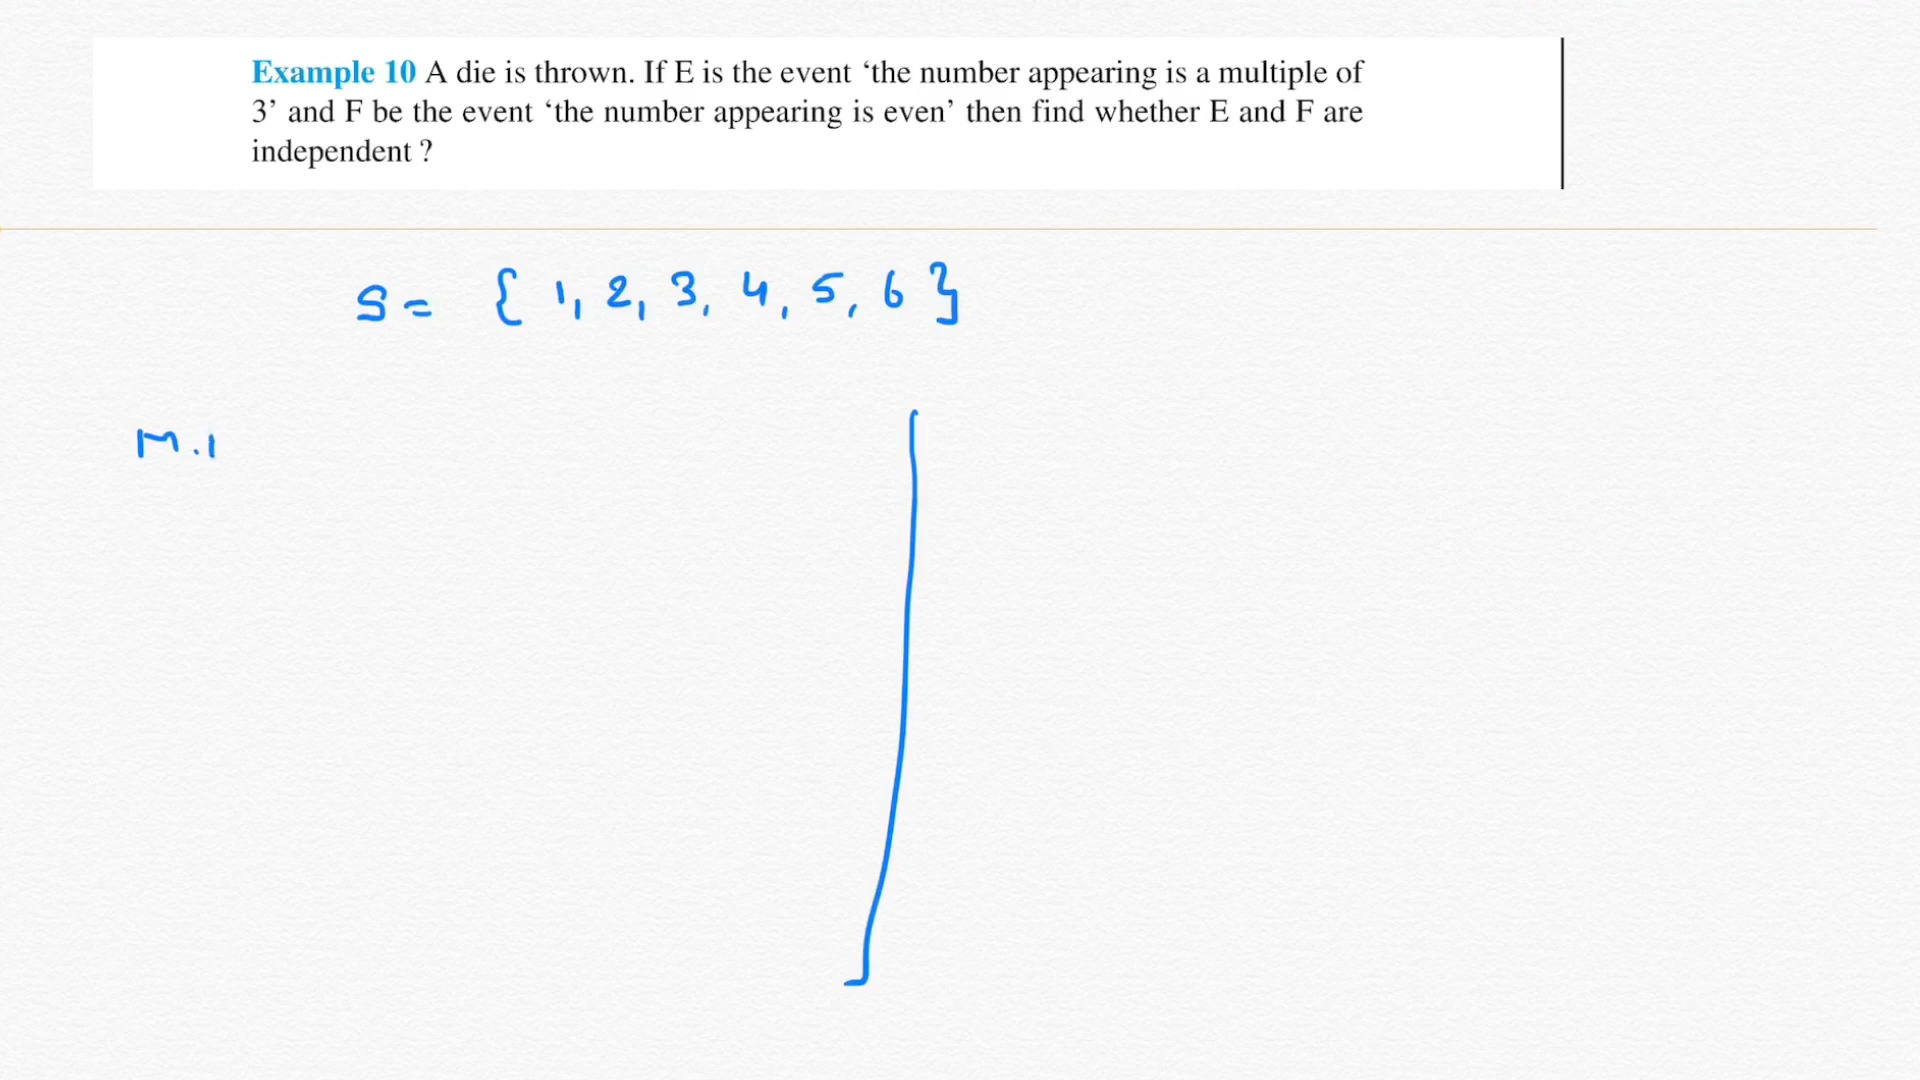 Example 10 A die is thrown. If E is the event ‘the number appearing is a multiple of
3’ and F be the event ‘the number appearing is even’ then find whether E and F are
independent ?
S = { 1, 2, 3, 4, 5, 6 }
M.1